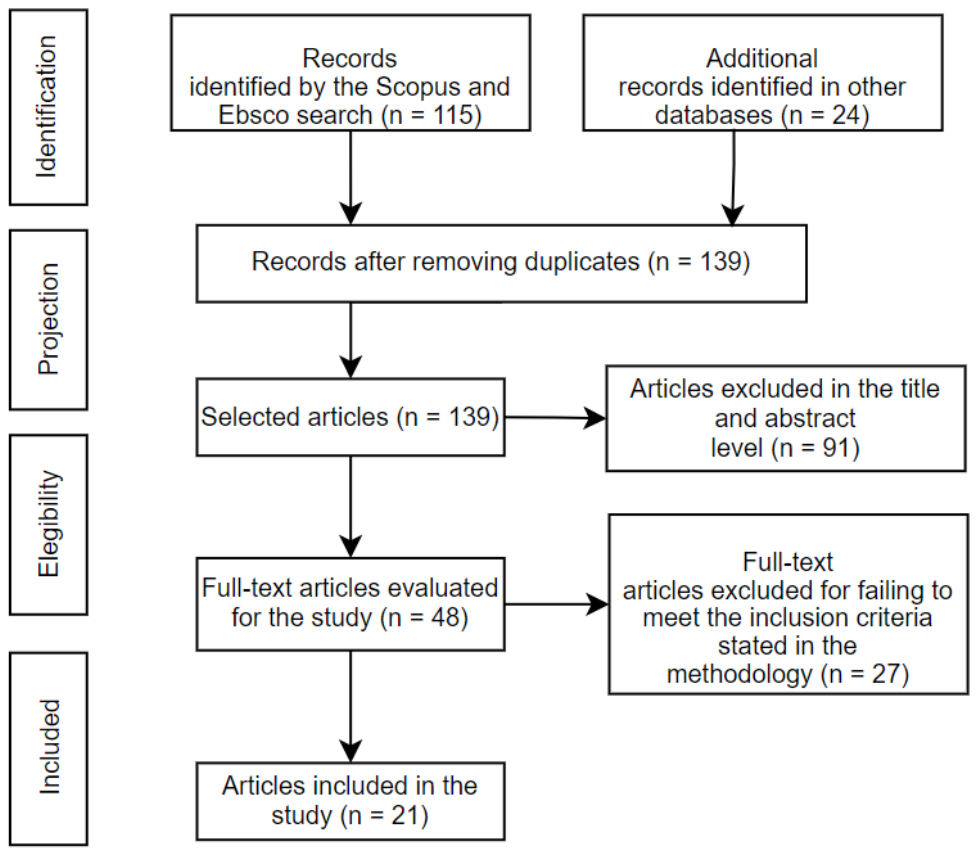 Identification
Records
identified by the Scopus and
Ebsco search (n = 115)
Additional
records identified in other
databases (n = 24)
Projection
Records after removing duplicates (n = 139)
Selected articles (n = 139)
Articles excluded in the title
and abstract
level (n = 91)
Elegibility
Full-text articles evaluated
for the study (n = 48)
Full-text
articles excluded for failing to
meet the inclusion criteria
stated in the
methodology (n = 27)
Included
Articles included in the
study (n = 21)